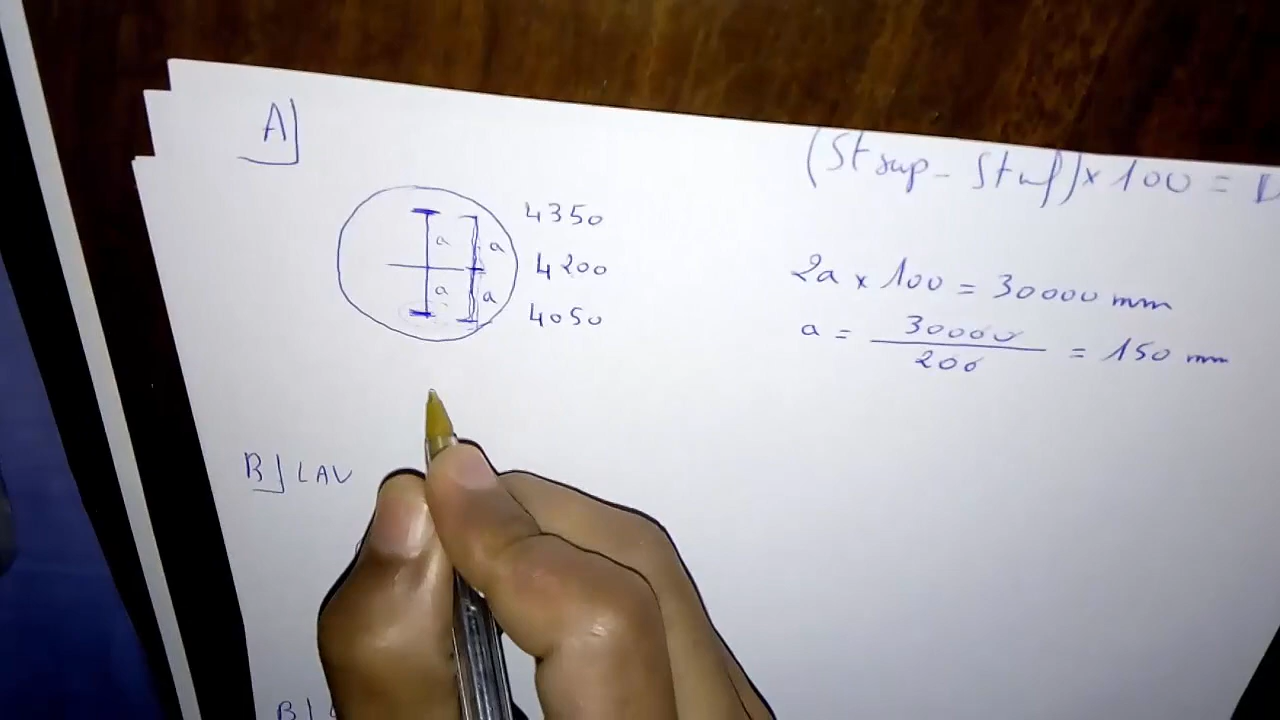 A]
(St sup - St inf) × 100 =
a a 4350
4200
a a 4050
2a × 100 = 30000 mm
a = 30000 / 200 = 150 mm
B] LAV
B]